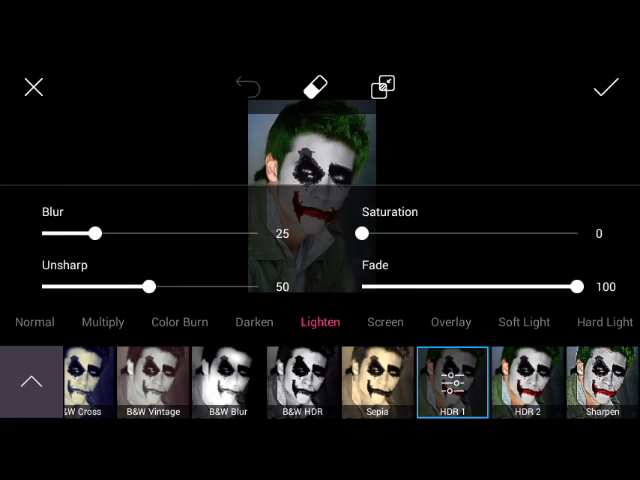 Blur
Saturation
25
0
Unsharp
Fade
50
100
Normal Multiply Color Burn Darken Lighten Screen Overlay Soft Light Hard Light
&W Cross B&W Vintage B&W Blur B&W HDR Sepia HDR 1 HDR 2 Sharpen